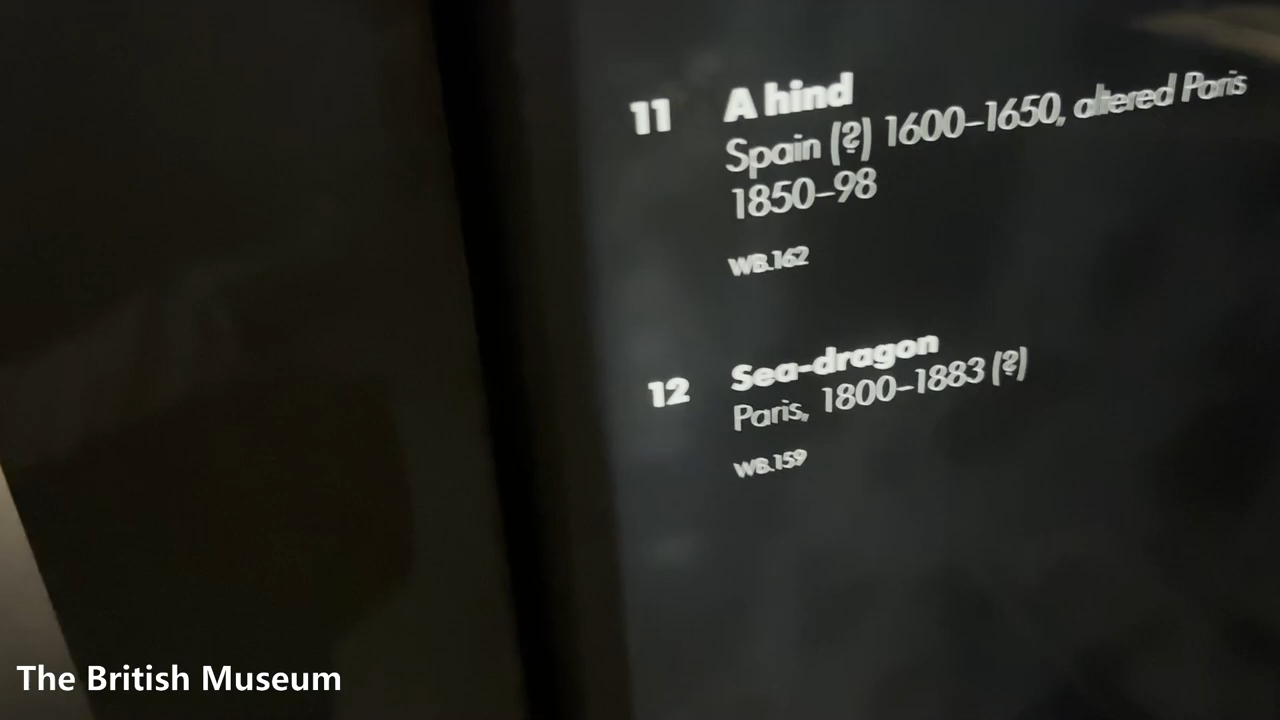 11 A hind
Spain (?) 1600–1650, altered Paris
1850–98
WB.162
12 Sea-dragon
Paris, 1800–1883 (?)
WB.159
The British Museum